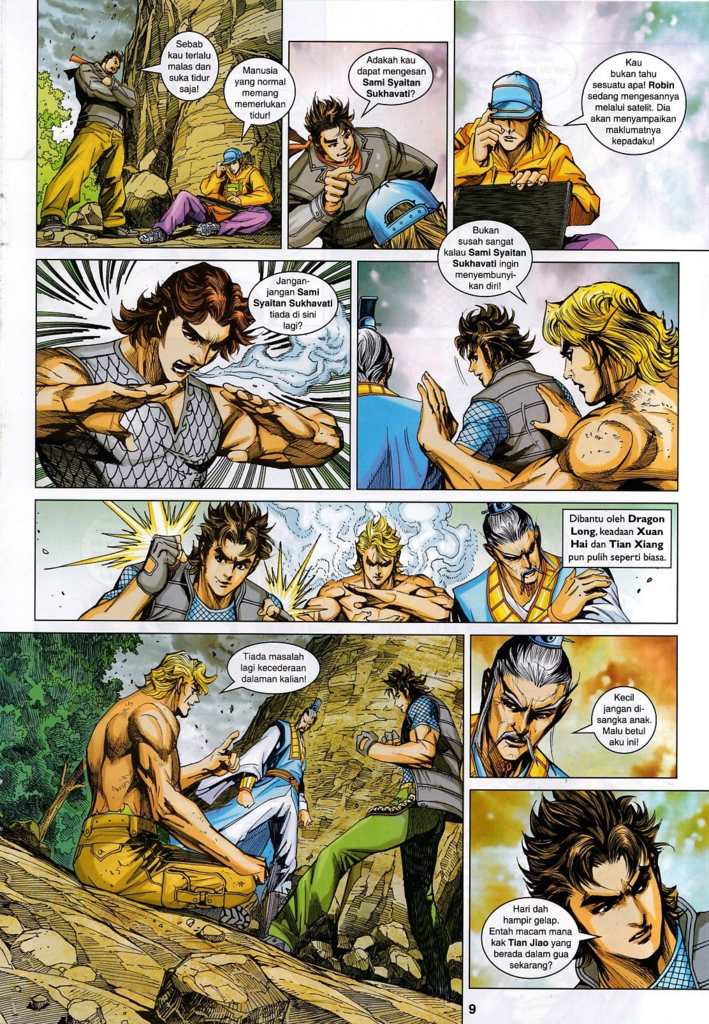 Sebab
kau terlalu
malas dan
suka tidur
saja!
Manusia
yang normal
memang
memerlukan
tidur!
Adakah kau
dapat mengesan
Sami Syaitan
Sukhavati?
Kau
bukan tahu
sesuatu apa! Robin
sedang mengesannya
melalui satelit. Dia
akan menyampaikan
maklumatnya
kepadaku!
Jangan-
jangan Sami
Syaitan Sukhavati
tiada di sini
lagi?
Bukan
susah sangat
kalau Sami Syaitan
Sukhavati ingin
menyembunyi-
kan diri!
Dibantu oleh Dragon
Long, keadaan Xuan
Hai dan Tian Xiang
pun pulih seperti biasa.
Tiada masalah
lagi kecederaan
dalaman kalian!
Kecil
jangan di-
sangka anak.
Malu betul
aku ini!
Hari dah
hampir gelap.
Entah macam mana
kak Tian Jiao yang
berada dalam gua
sekarang?
9